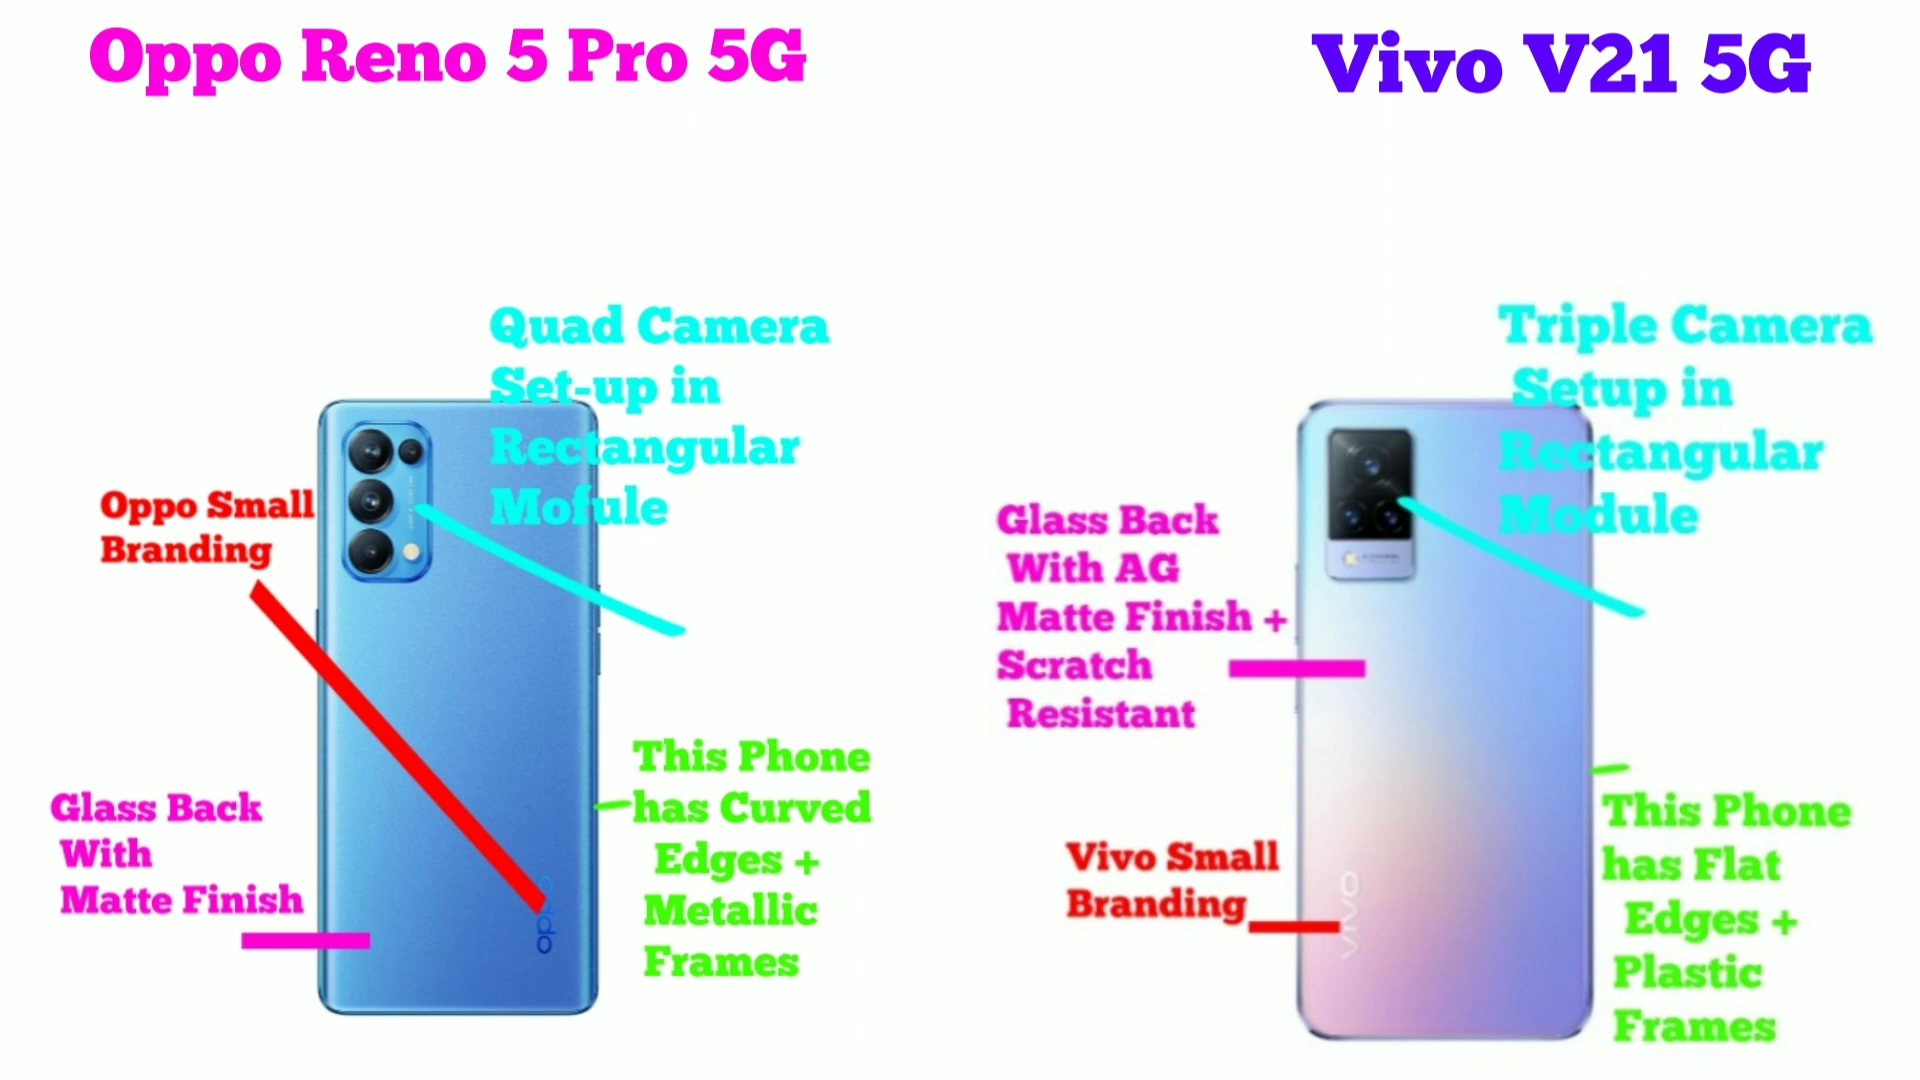 Oppo Reno 5 Pro 5G
Quad Camera
Set-up in
Rectangular
Mofule
Oppo Small
Branding
Glass Back
With
Matte Finish
This Phone
has Curved
Edges +
Metallic
Frames
oppo
Vivo V21 5G
Triple Camera
Setup in
Rectangular
Module
Glass Back
With AG
Matte Finish +
Scratch
Resistant
Vivo Small
Branding
vivo
This Phone
has Flat
Edges +
Plastic
Frames